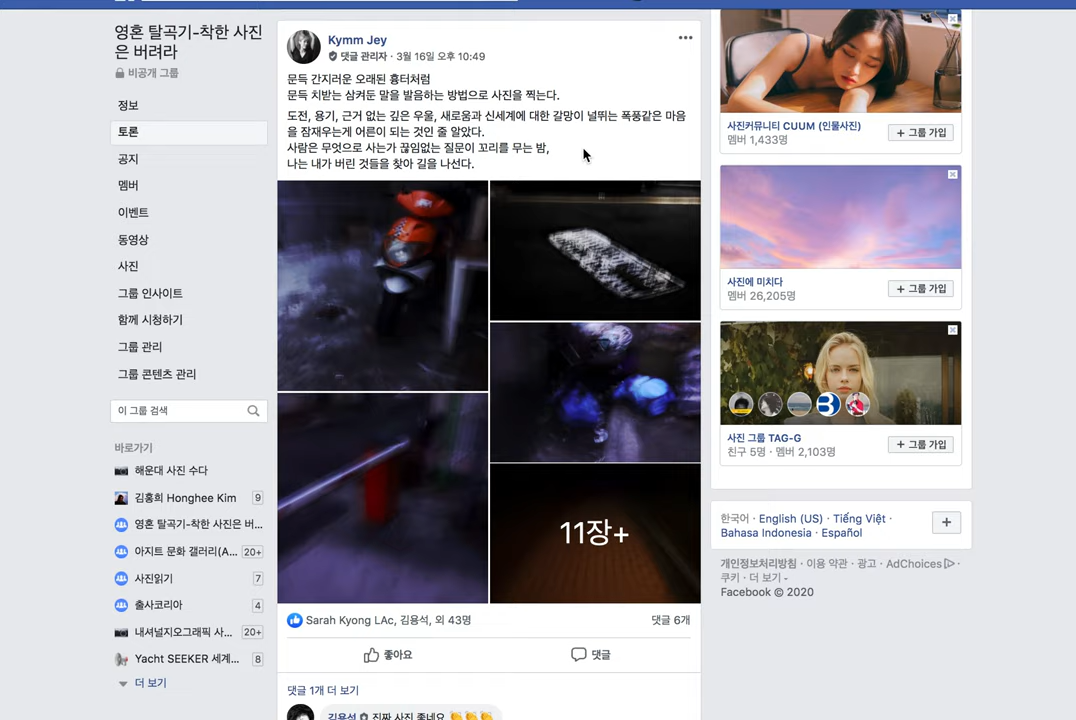 영혼 탈곡기-착한 사진
은 버려라
비공개 그룹
정보
토론
공지
멤버
이벤트
동영상
사진
그룹 인사이트
함께 시청하기
그룹 관리
그룹 콘텐츠 관리
이 그룹 검색
바로가기
해운대 사진 수다
김홍희 Honghee Kim 9
영혼 탈곡기-착한 사진은 버...
아지트 문화 갤러리(A... 20+
사진읽기 7
출사코리아 4
내셔널지오그래픽 사... 20+
Yacht SEEKER 세계... 8
더 보기
Kymm Jey
댓글 관리자 · 3월 16일 오후 10:49
문득 간지러운 오래된 흉터처럼
문득 치받는 삼켜둔 말을 발음하는 방법으로 사진을 찍는다.
도전, 용기, 근거 없는 깊은 우울, 새로움과 신세계에 대한 갈망이 널뛰는 폭풍같은 마음
을 잠재우는게 어른이 되는 것인 줄 알았다.
사람은 무엇으로 사는가 끊임없는 질문이 꼬리를 무는 밤,
나는 내가 버린 것들을 찾아 길을 나선다.
11장+
Sarah Kyong LAc, 김용석, 외 43명
댓글 6개
좋아요
댓글
댓글 1개 더 보기
김용석 진짜 사진 좋네요 👏👏👏
사진커뮤니티 CUUM (인물사진)
멤버 1,433명
+ 그룹 가입
사진에 미치다
멤버 26,205명
+ 그룹 가입
사진 그룹 TAG-G
친구 5명 · 멤버 2,103명
+ 그룹 가입
한국어 · English (US) · Tiếng Việt ·
Bahasa Indonesia · Español
+
개인정보처리방침 · 이용 약관 · 광고 · AdChoices ·
쿠키 · 더 보기
Facebook © 2020